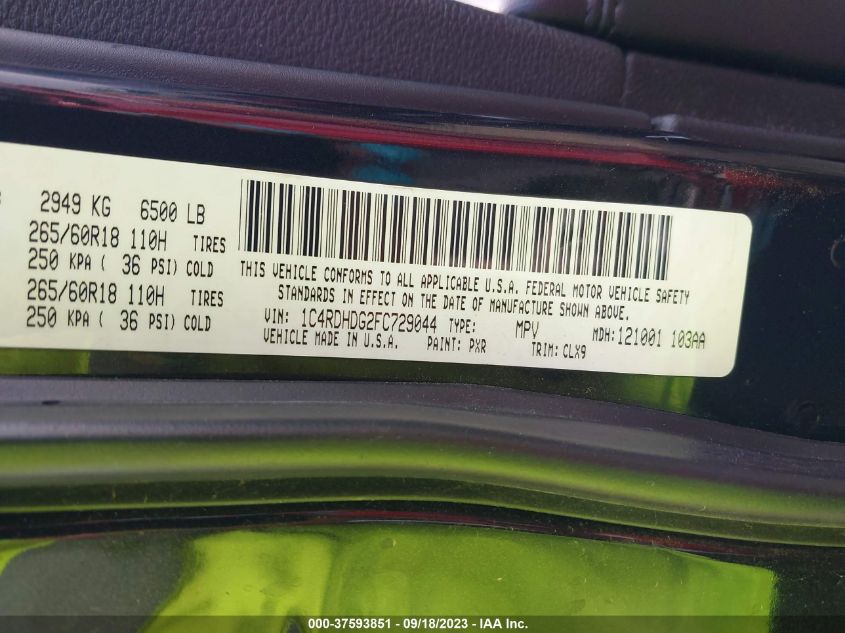 2949 KG 6500 LB
265/60R18 110H TIRES
250 KPA ( 36 PSI) COLD
265/60R18 110H TIRES
250 KPA ( 36 PSI) COLD
THIS VEHICLE CONFORMS TO ALL APPLICABLE U.S.A. FEDERAL MOTOR VEHICLE SAFETY
STANDARDS IN EFFECT ON THE DATE OF MANUFACTURE SHOWN ABOVE.
VIN: 1C4RDHDG2FC729044 TYPE: MPV MDH:121001 103AA
VEHICLE MADE IN U.S.A. PAINT: PXR TRIM: CLX9
000-37593851 - 09/18/2023 - IAA Inc.